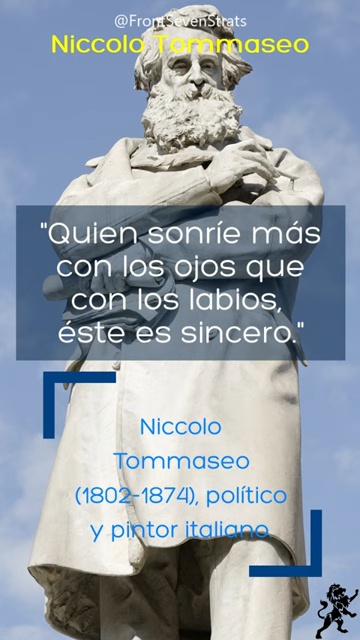 @FrontSevenStrats
Niccolo Tommaseo
"Quien sonríe más
con los ojos que
con los labios,
éste es sincero."
Niccolo
Tommaseo
(1802-1874), político
y pintor italiano